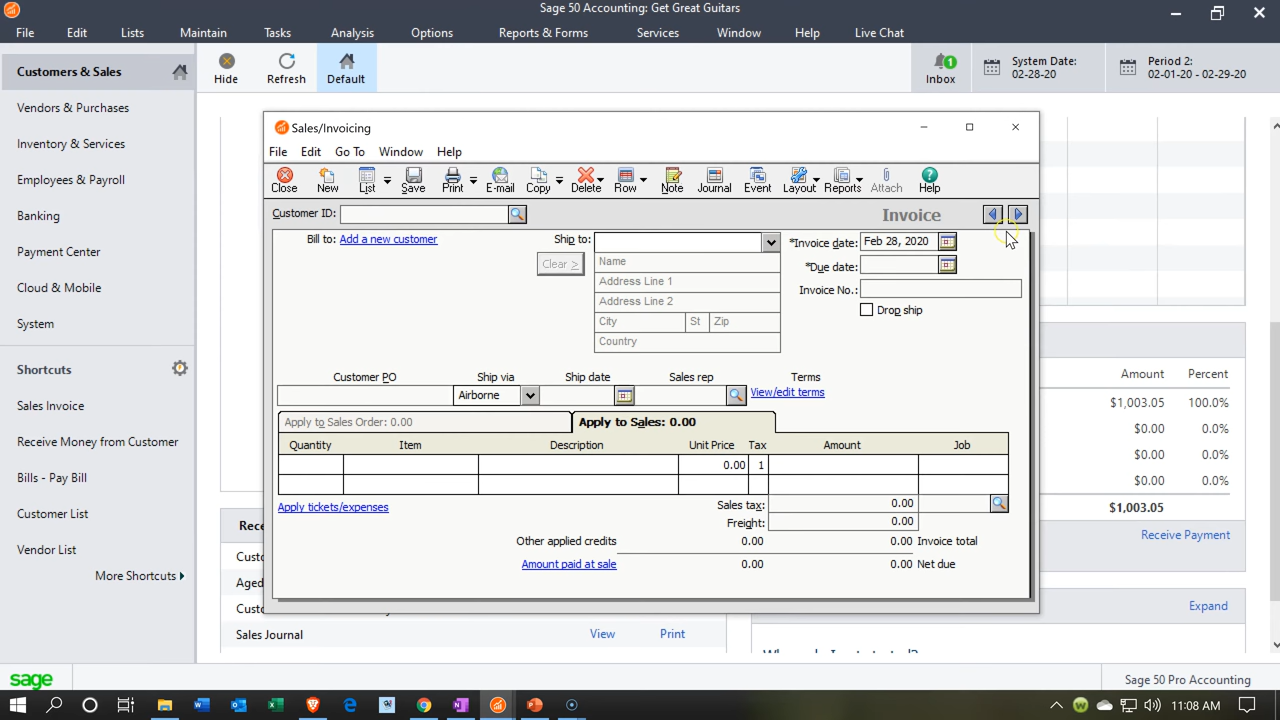 Sage 50 Accounting: Get Great Guitars
File Edit Lists Maintain Tasks Analysis Options Reports & Forms Services Window Help Live Chat
Customers & Sales
Vendors & Purchases
Inventory & Services
Employees & Payroll
Banking
Payment Center
Cloud & Mobile
System
Shortcuts
Sales Invoice
Receive Money from Customer
Bills - Pay Bill
Customer List
Vendor List
More Shortcuts
Hide Refresh Default
1
Inbox
System Date:
02-28-20
Period 2:
02-01-20 - 02-29-20
Sales/Invoicing
File Edit Go To Window Help
Close New List Save Print E-mail Copy Delete Row Note Journal Event Layout Reports Attach Help
Customer ID:
Invoice
Bill to: Add a new customer
Ship to:
Clear >
Name
Address Line 1
Address Line 2
City St Zip
Country
*Invoice date: Feb 28, 2020
*Due date:
Invoice No.:
Drop ship
Customer PO Ship via Ship date Sales rep Terms
Airborne View/edit terms
Apply to Sales Order: 0.00 Apply to Sales: 0.00
Quantity Item Description Unit Price Tax Amount Job
0.00 1
Apply tickets/expenses
Sales tax: 0.00
Freight: 0.00
Other applied credits 0.00 0.00 Invoice total
Amount paid at sale 0.00 0.00 Net due
Amount Percent
$1,003.05 100.0%
$0.00 0.0%
$0.00 0.0%
$0.00 0.0%
$1,003.05
Receive Payment
Rece
Custo
Aged
Custo
Sales Journal View Print
Expand
sage
Sage 50 Pro Accounting
11:08 AM